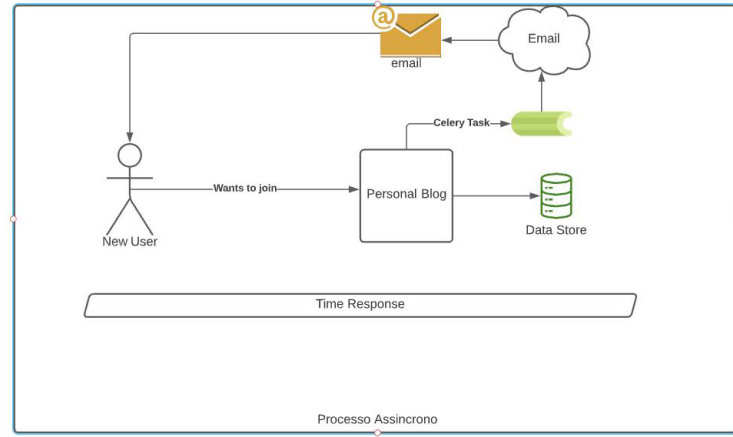 @
Email
email
Celery Task
Wants to join
Personal Blog
New User
Data Store
Time Response
Processo Assincrono